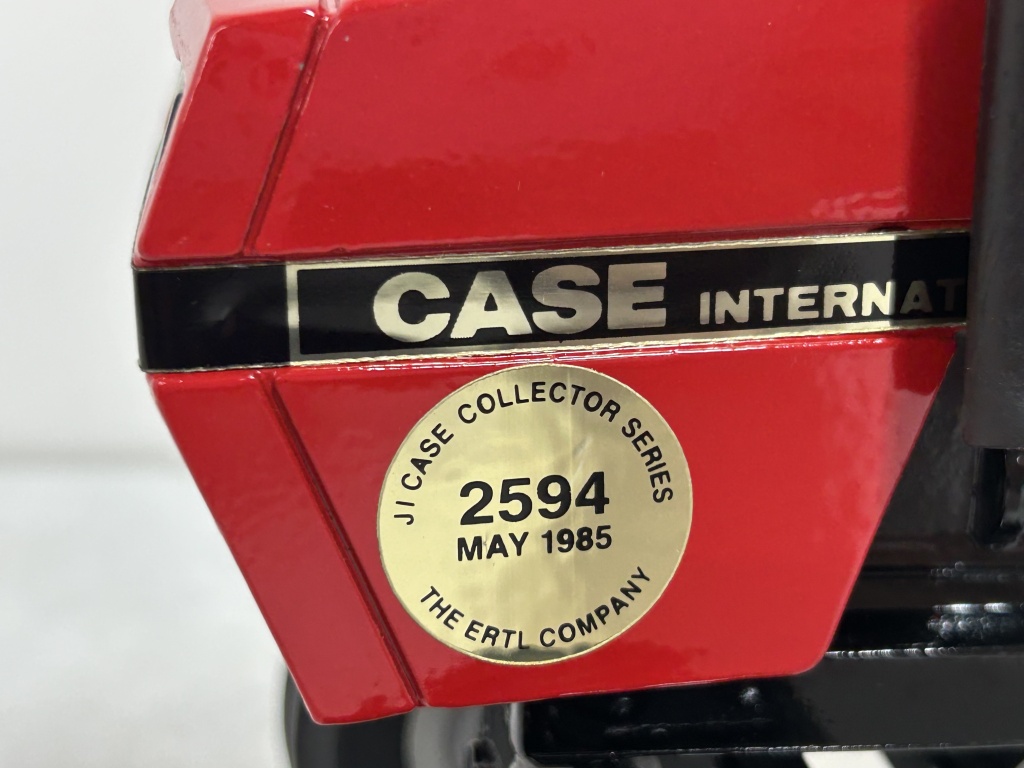 CASE INTERNAT
JI CASE COLLECTOR SERIES
2594
MAY 1985
THE ERTL COMPANY